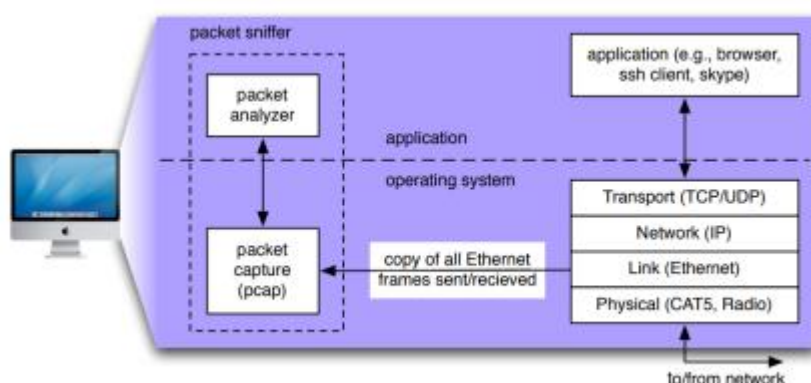 packet sniffer
packet
analyzer
application (e.g., browser,
ssh client, skype)
application
operating system
packet
capture
(pcap)
copy of all Ethernet
frames sent/recieved
Transport (TCP/UDP)
Network (IP)
Link (Ethernet)
Physical (CAT5, Radio)
to/from network